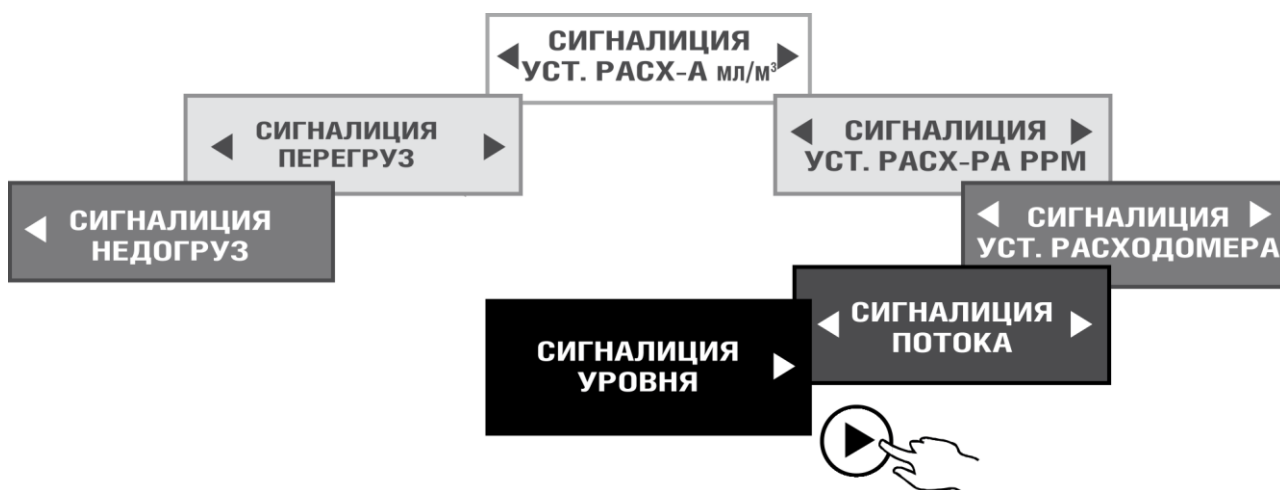 СИГНАЛИЦИЯ
УСТ. РАСХ-А мл/м³
СИГНАЛИЦИЯ
ПЕРЕГРУЗ
СИГНАЛИЦИЯ
УСТ. РАСХ-РА PPM
СИГНАЛИЦИЯ
НЕДОГРУЗ
СИГНАЛИЦИЯ
УСТ. РАСХОДОМЕРА
СИГНАЛИЦИЯ
ПОТОКА
СИГНАЛИЦИЯ
УРОВНЯ